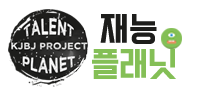 TALENT
KJBJ PROJECT
PLANET
재능
플래닛